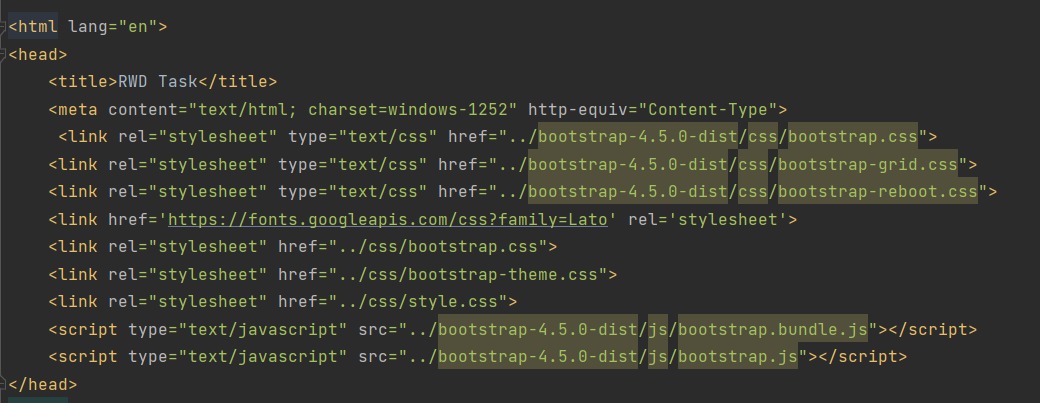 <html lang="en">
<head>
<title>RWD Task</title>
<meta content="text/html; charset=windows-1252" http-equiv="Content-Type">
<link rel="stylesheet" type="text/css" href="../bootstrap-4.5.0-dist/css/bootstrap.css">
<link rel="stylesheet" type="text/css" href="../bootstrap-4.5.0-dist/css/bootstrap-grid.css">
<link rel="stylesheet" type="text/css" href="../bootstrap-4.5.0-dist/css/bootstrap-reboot.css">
<link href='https://fonts.googleapis.com/css?family=Lato' rel='stylesheet'>
<link rel="stylesheet" href="../css/bootstrap.css">
<link rel="stylesheet" href="../css/bootstrap-theme.css">
<link rel="stylesheet" href="../css/style.css">
<script type="text/javascript" src="../bootstrap-4.5.0-dist/js/bootstrap.bundle.js"></script>
<script type="text/javascript" src="../bootstrap-4.5.0-dist/js/bootstrap.js"></script>
</head>